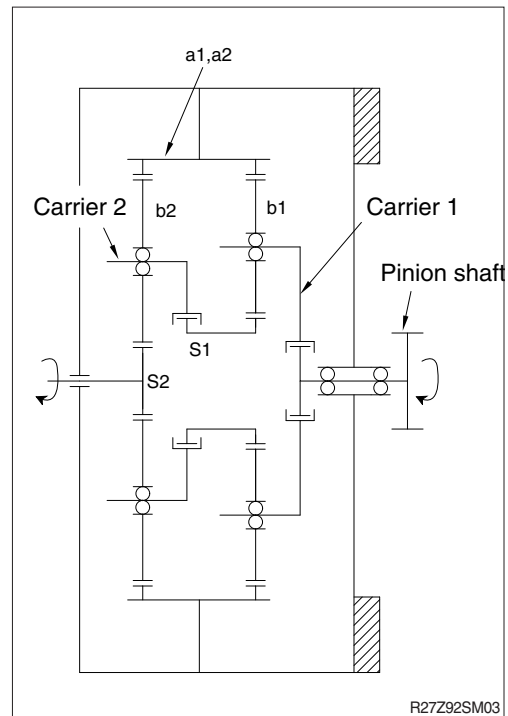 a1,a2
Carrier 2
b2
b1
Carrier 1
Pinion shaft
S1
S2
R27Z92SM03